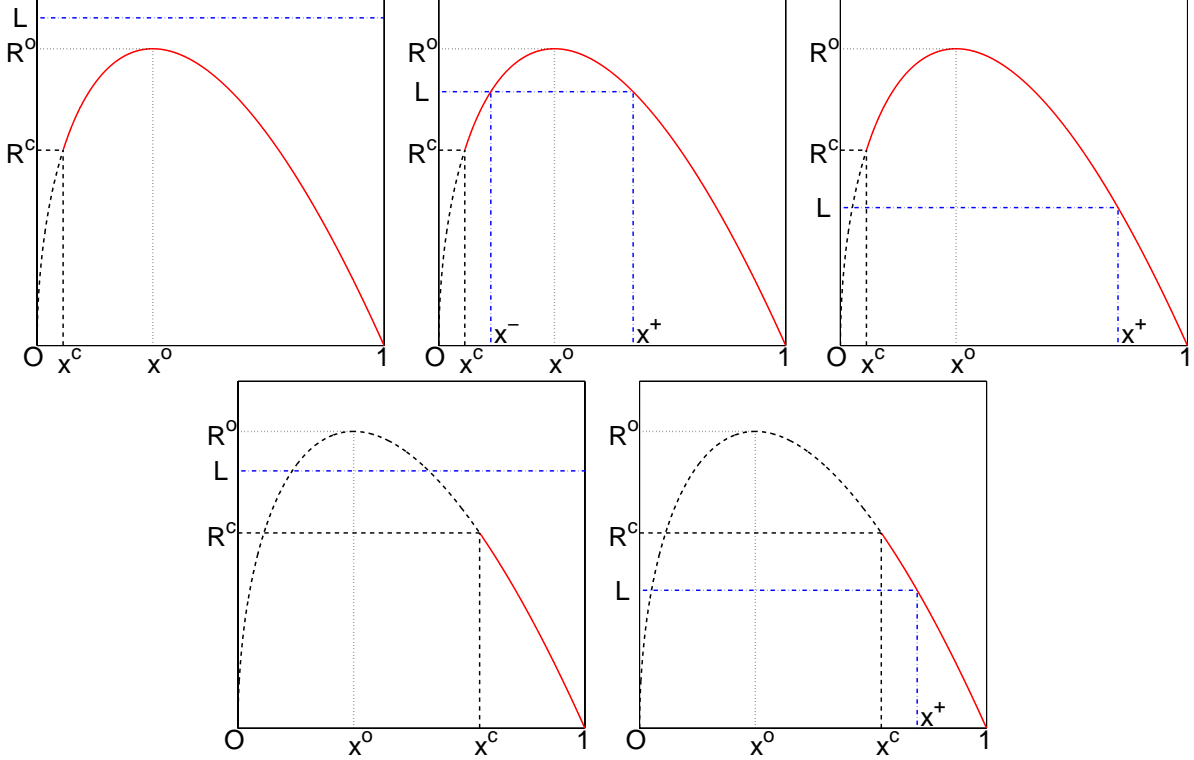 L
Rᵒ
Rᶜ
O xᶜ xᵒ 1
Rᵒ
L
Rᶜ
x⁻ x⁺
O xᶜ xᵒ 1
Rᵒ
Rᶜ
L
x⁺
O xᶜ xᵒ 1
Rᵒ
L
Rᶜ
O xᵒ xᶜ 1
Rᵒ
Rᶜ
L
x⁺
O xᵒ xᶜ 1